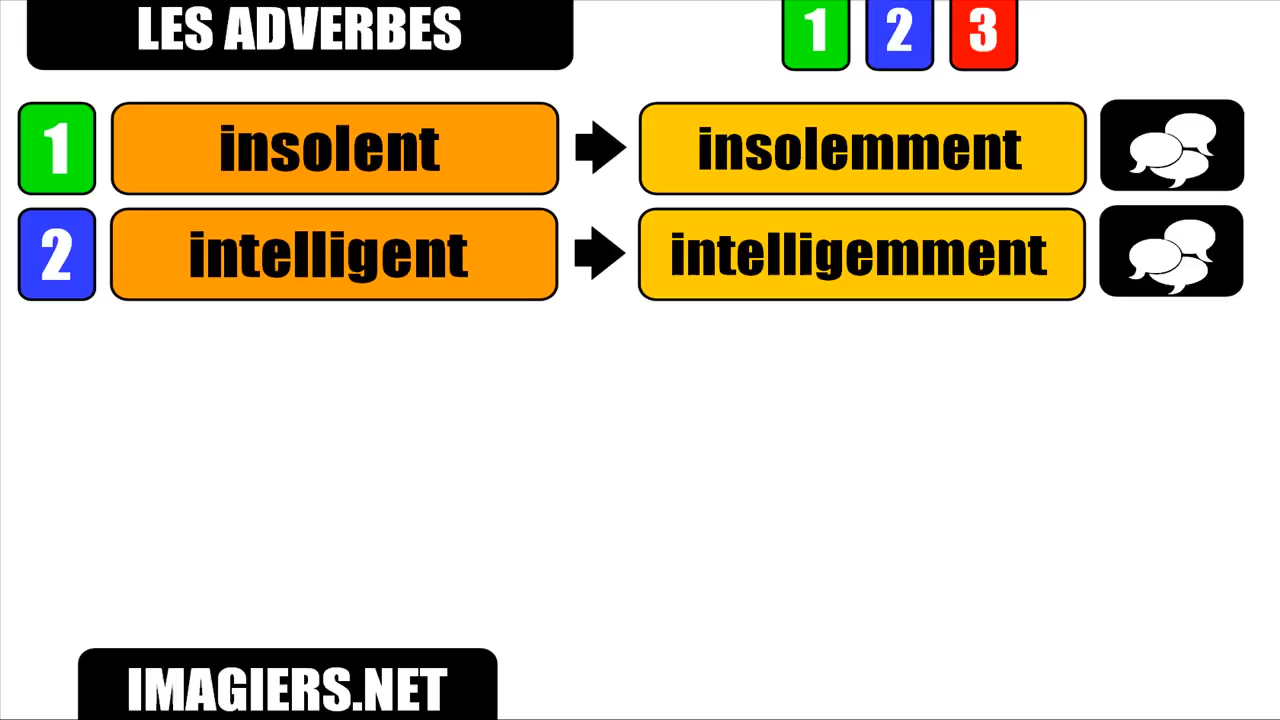 LES ADVERBES
1 2 3
1 insolent insolemment
2 intelligent intelligemment
IMAGIERS.NET